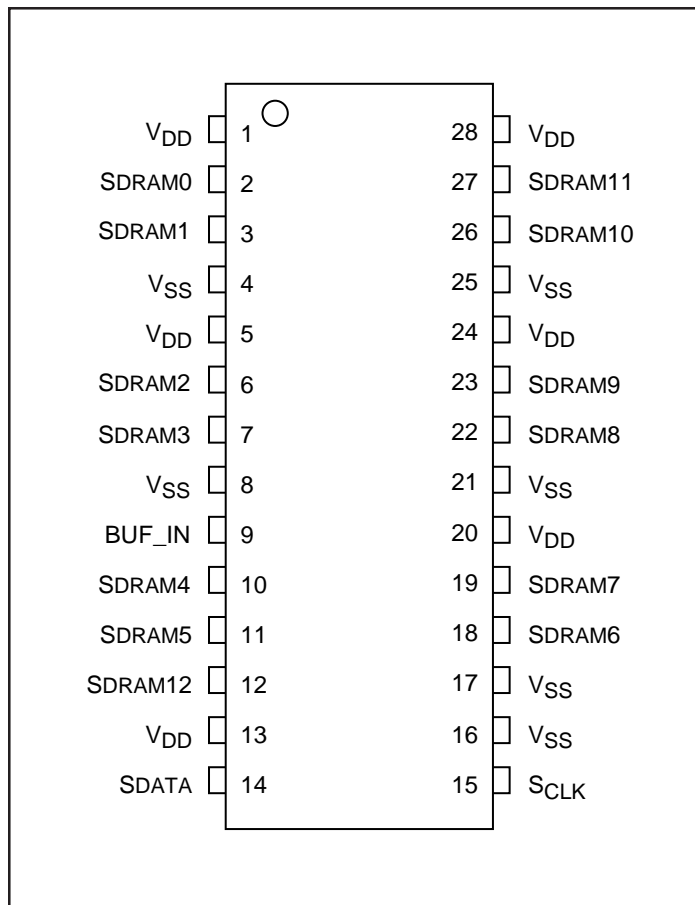 VDD 1 28 VDD
SDRAM0 2 27 SDRAM11
SDRAM1 3 26 SDRAM10
VSS 4 25 VSS
VDD 5 24 VDD
SDRAM2 6 23 SDRAM9
SDRAM3 7 22 SDRAM8
VSS 8 21 VSS
BUF_IN 9 20 VDD
SDRAM4 10 19 SDRAM7
SDRAM5 11 18 SDRAM6
SDRAM12 12 17 VSS
VDD 13 16 VSS
SDATA 14 15 SCLK